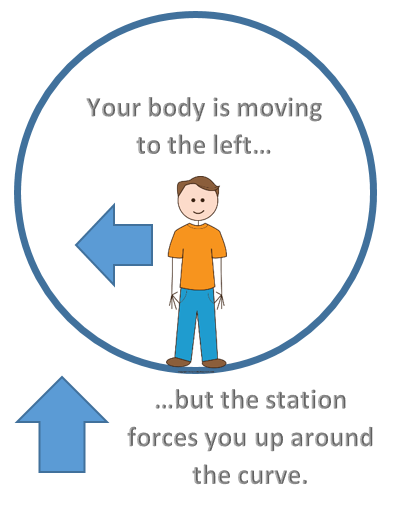 Your body is moving
to the left...
...but the station
forces you up around
the curve.